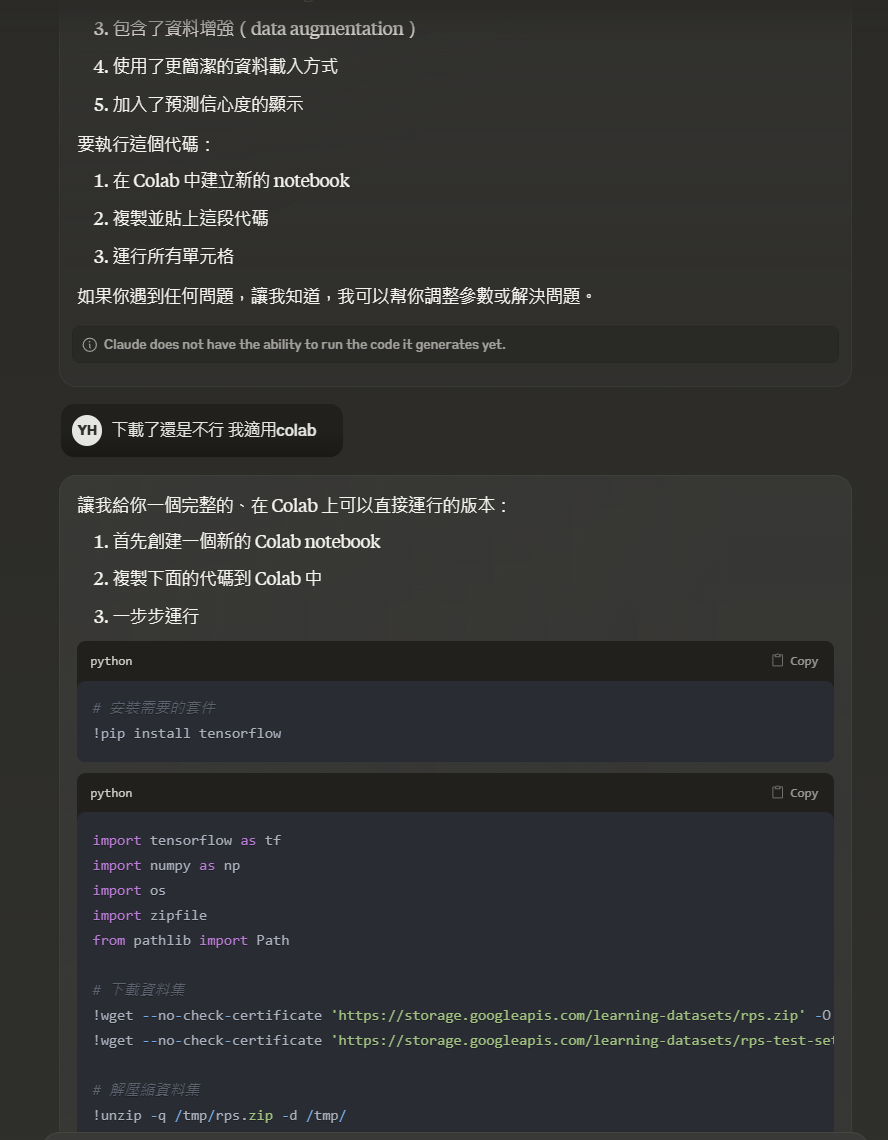 3. 包含了資料增強 ( data augmentation )
4. 使用了更簡潔的資料載入方式
5. 加入了預測信心度的顯示
要執行這個代碼：
1. 在 Colab 中建立新的 notebook
2. 複製並貼上這段代碼
3. 運行所有單元格
如果你遇到任何問題，讓我知道，我可以幫你調整參數或解決問題。
Claude does not have the ability to run the code it generates yet.
YH 下載了還是不行 我適用colab
讓我給你一個完整的、在 Colab 上可以直接運行的版本：
1. 首先創建一個新的 Colab notebook
2. 複製下面的代碼到 Colab 中
3. 一步步運行
python Copy
# 安裝需要的套件
!pip install tensorflow
python Copy
import tensorflow as tf
import numpy as np
import os
import zipfile
from pathlib import Path
# 下載資料集
!wget --no-check-certificate 'https://storage.googleapis.com/learning-datasets/rps.zip' -O
!wget --no-check-certificate 'https://storage.googleapis.com/learning-datasets/rps-test-set
# 解壓縮資料集
!unzip -q /tmp/rps.zip -d /tmp/